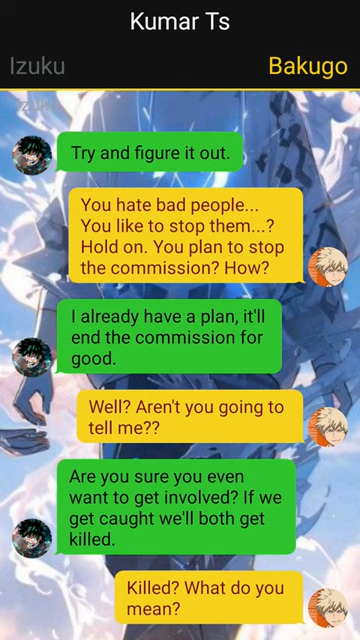 Kumar Ts
Izuku
Bakugo
Izuku
Try and figure it out.
You hate bad people...
You like to stop them...?
Hold on. You plan to stop
the commission? How?
I already have a plan, it'll
end the commission for
good.
Well? Aren't you going to
tell me??
Are you sure you even
want to get involved? If we
get caught we'll both get
killed.
Killed? What do you
mean?